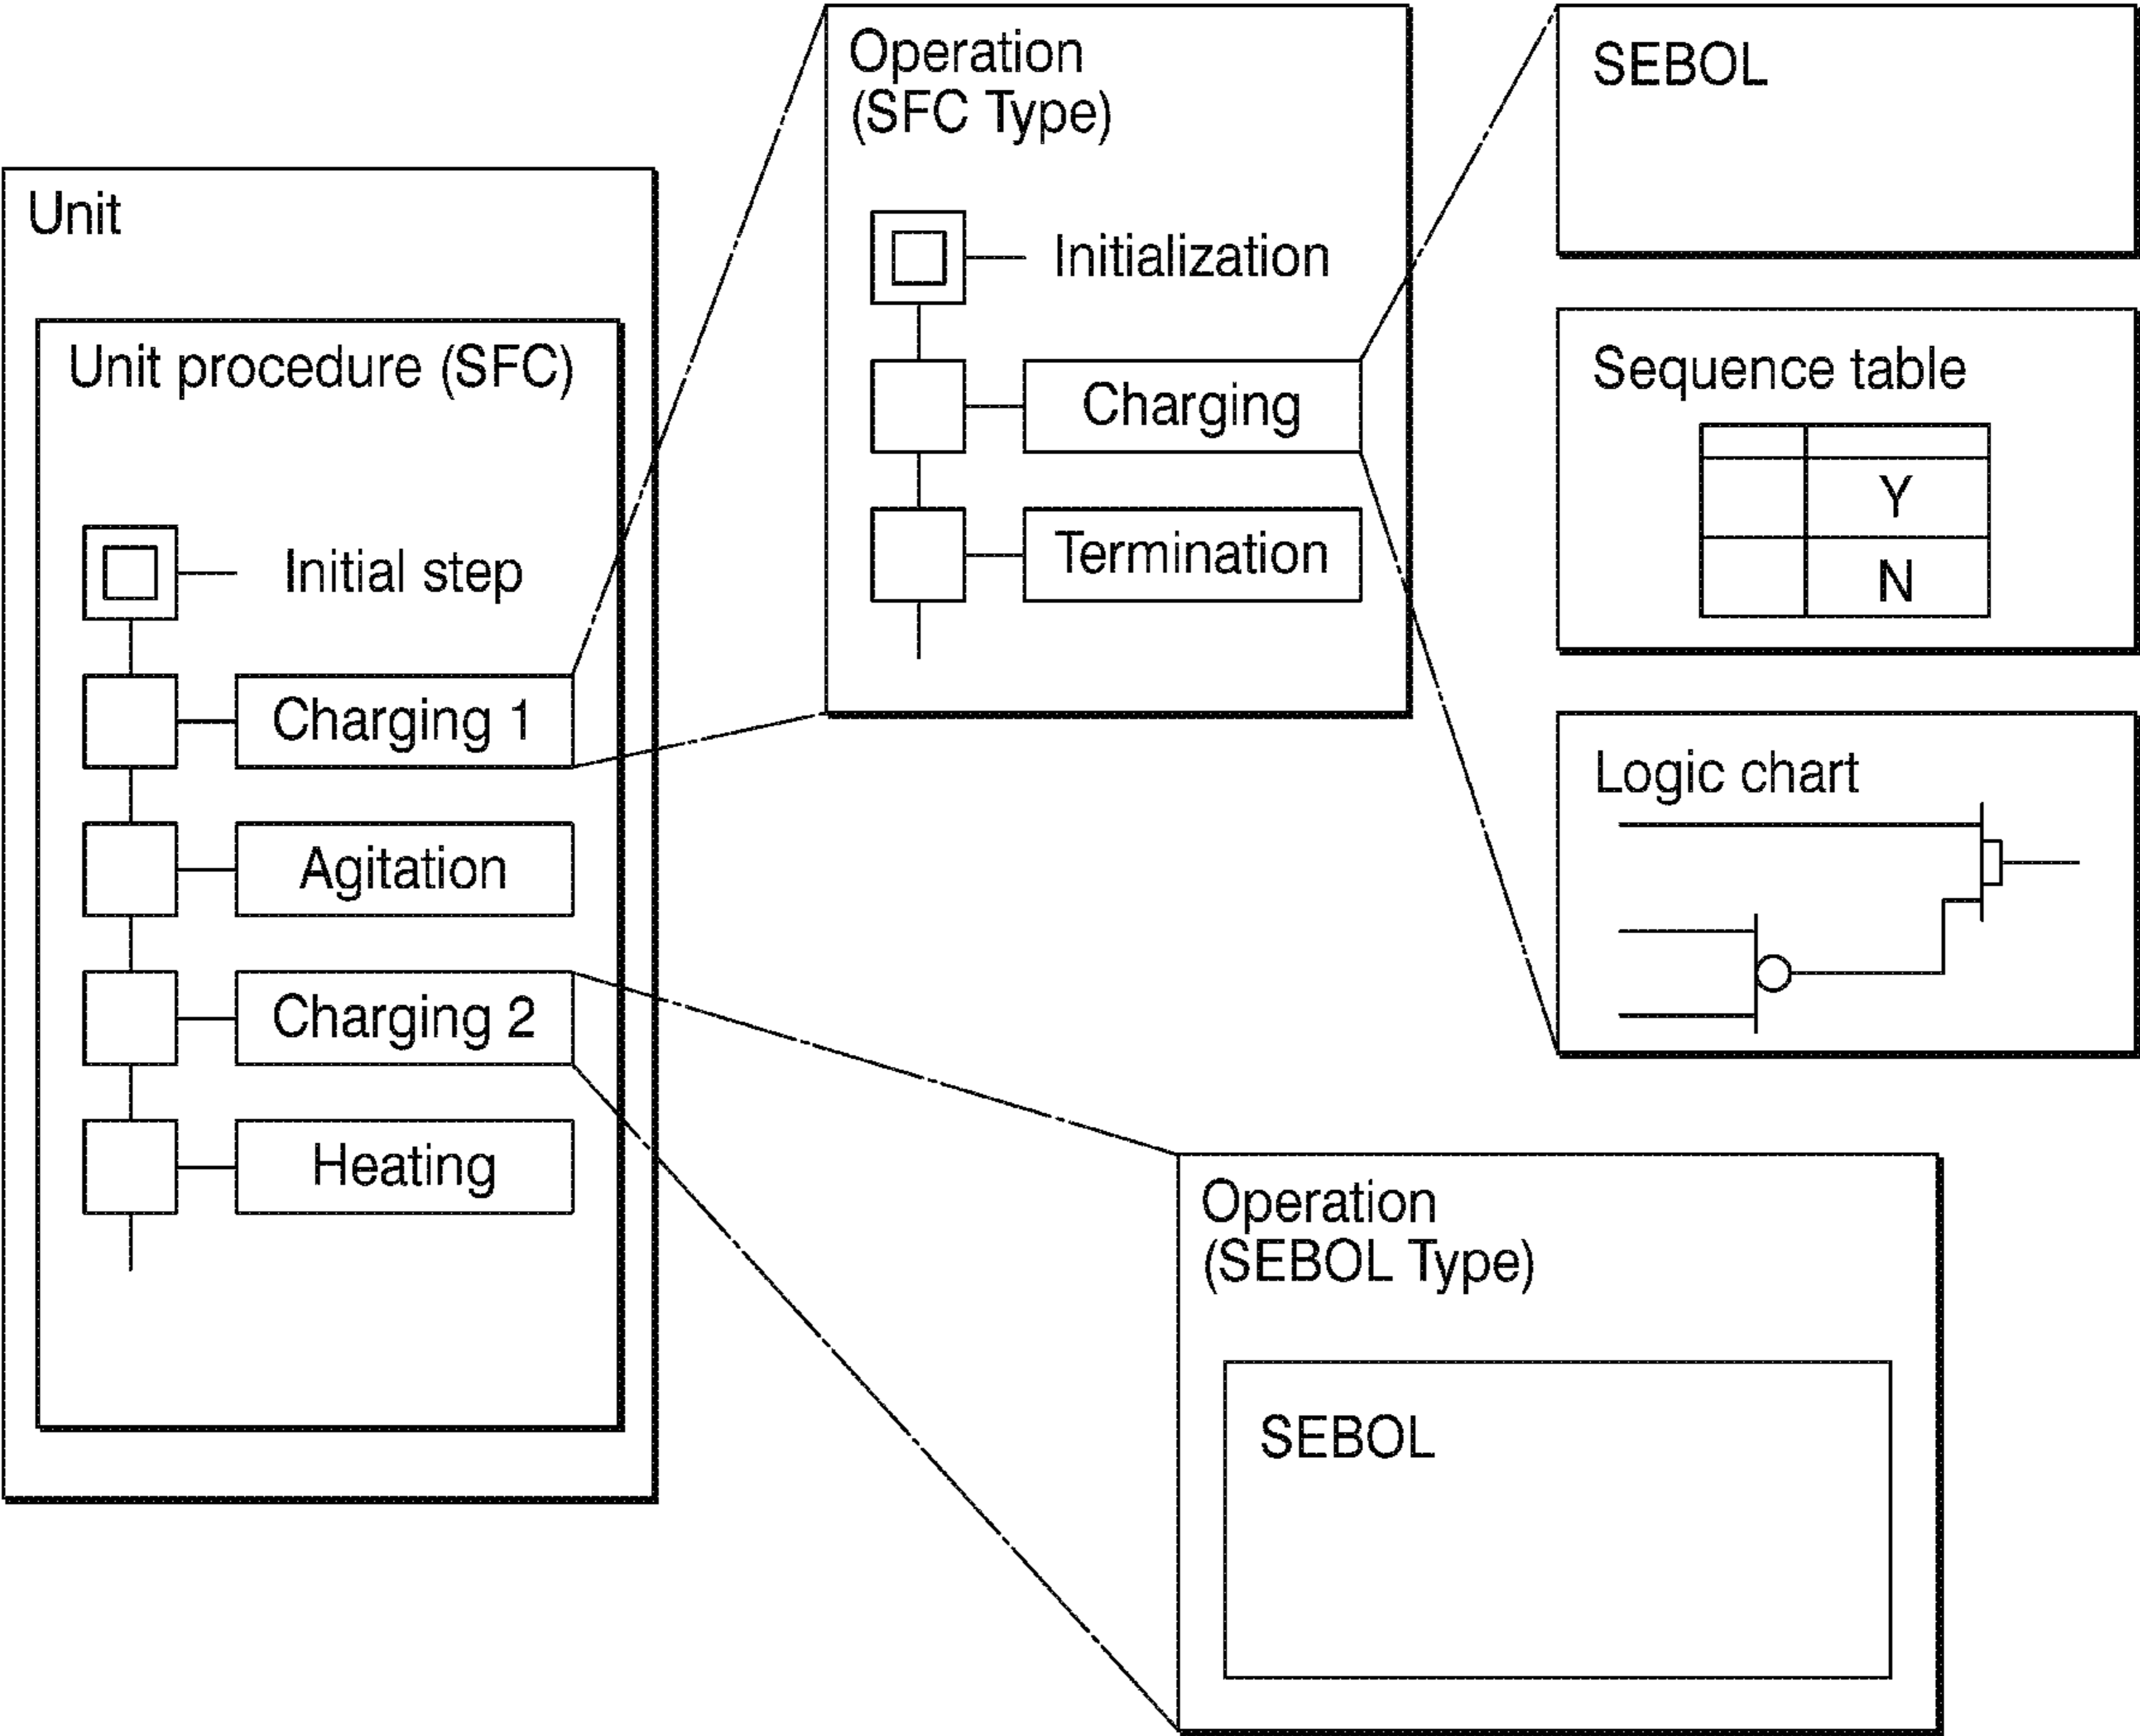 Unit
Unit procedure (SFC)
Initial step
Charging 1
Agitation
Charging 2
Heating
Operation
(SFC Type)
Initialization
Charging
Termination
SEBOL
Sequence table
Y
N
Logic chart
Operation
(SEBOL Type)
SEBOL